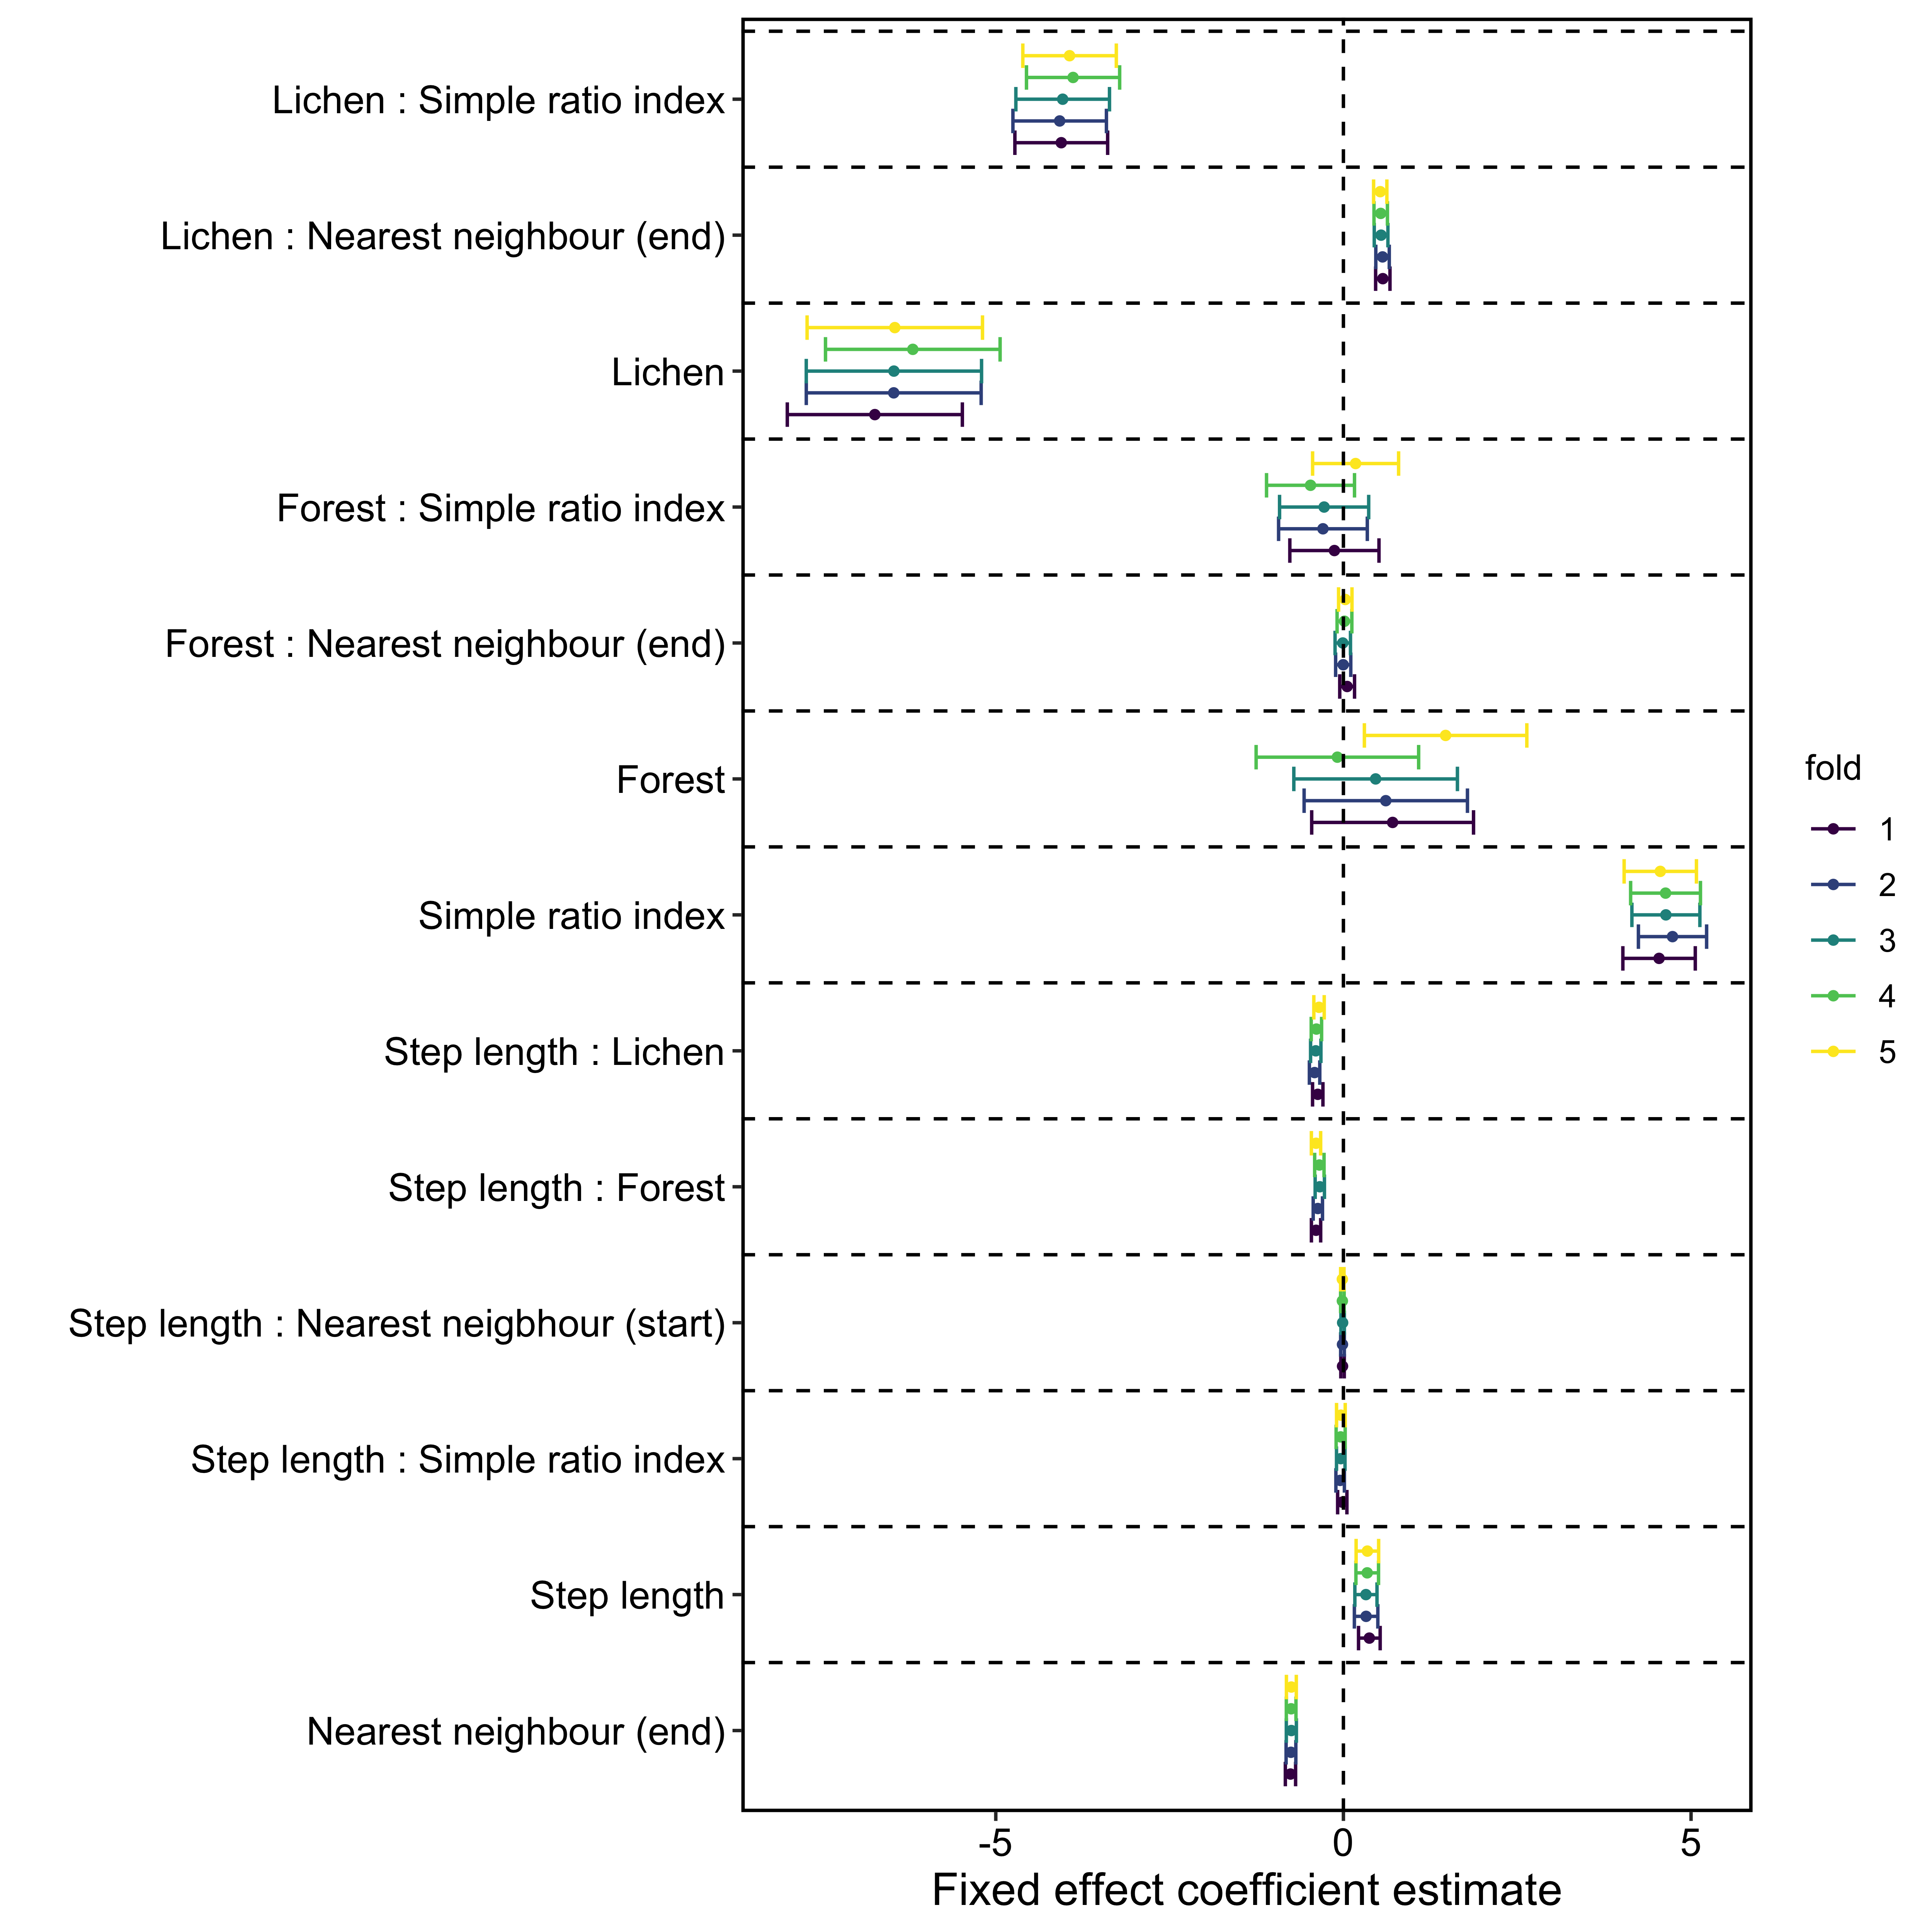 Lichen : Simple ratio index
Lichen : Nearest neighbour (end)
Lichen
Forest : Simple ratio index
Forest : Nearest neighbour (end)
Forest
Simple ratio index
Step length : Lichen
Step length : Forest
Step length : Nearest neigbhour (start)
Step length : Simple ratio index
Step length
Nearest neighbour (end)
-5 0 5
Fixed effect coefficient estimate
fold
1
2
3
4
5